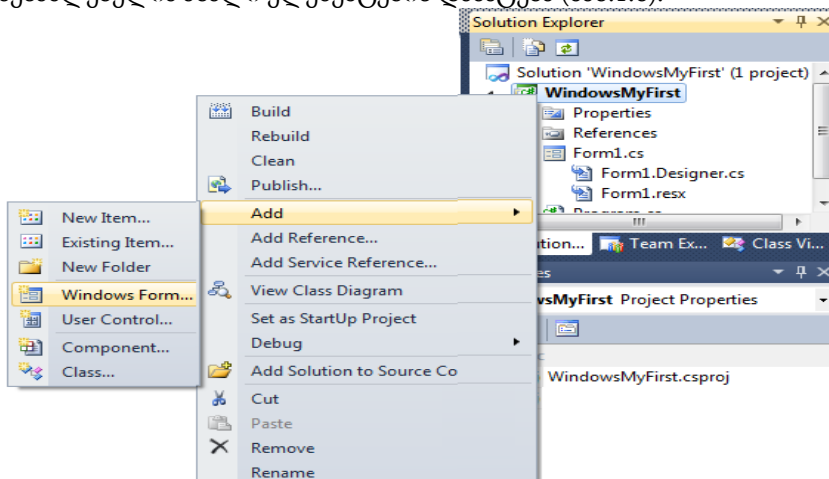 Solution Explorer
Solution 'WindowsMyFirst' (1 project)
WindowsMyFirst
Properties
References
Form1.cs
Form1.Designer.cs
Form1.resx
Build
Rebuild
Clean
Publish...
Add
Add Reference...
Add Service Reference...
View Class Diagram
Set as StartUp Project
Debug
Add Solution to Source Co
Cut
Paste
Remove
Rename
New Item...
Existing Item...
New Folder
Windows Form...
User Control...
Component...
Class...
ution... Team Ex... Class Vi...
es
wsMyFirst Project Properties
WindowsMyFirst.csproj